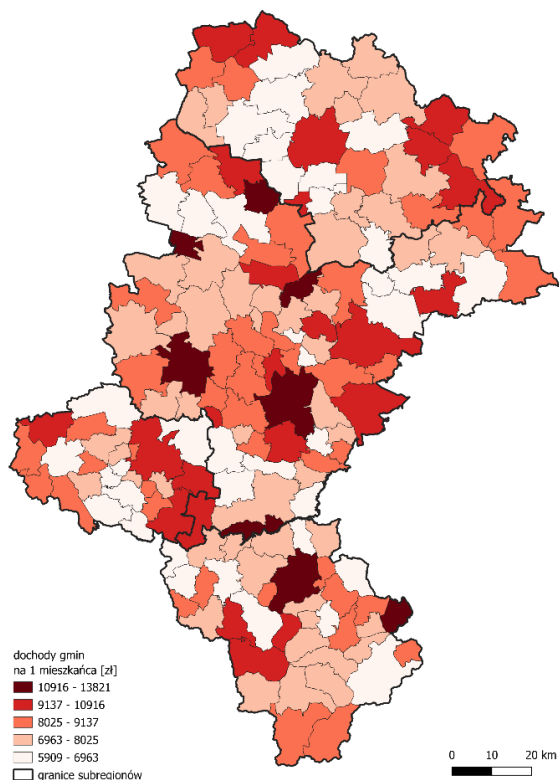 dochody gmin
na 1 mieszkańca [zł]
10916 - 13821
9137 - 10916
8025 - 9137
6963 - 8025
5909 - 6963
granice subregionów
0 10 20 km